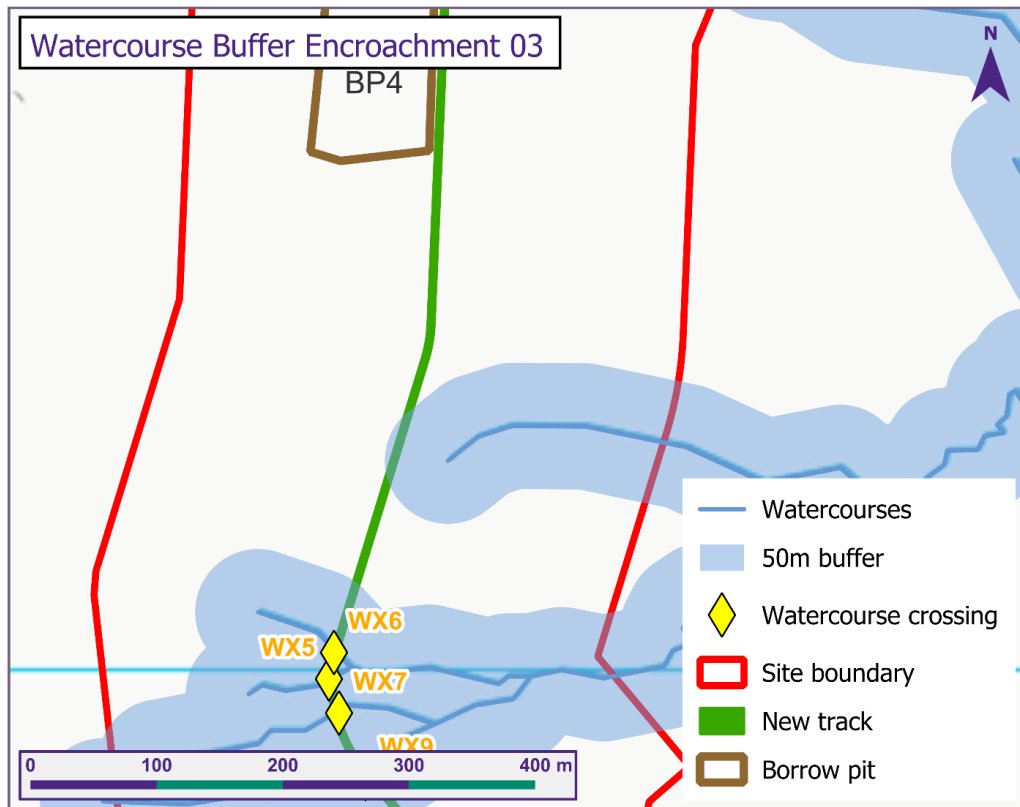 Watercourse Buffer Encroachment 03
N
BP4
WX6
WX5
WX7
WX9
Watercourses
50m buffer
Watercourse crossing
Site boundary
New track
Borrow pit
0 100 200 300 400 m